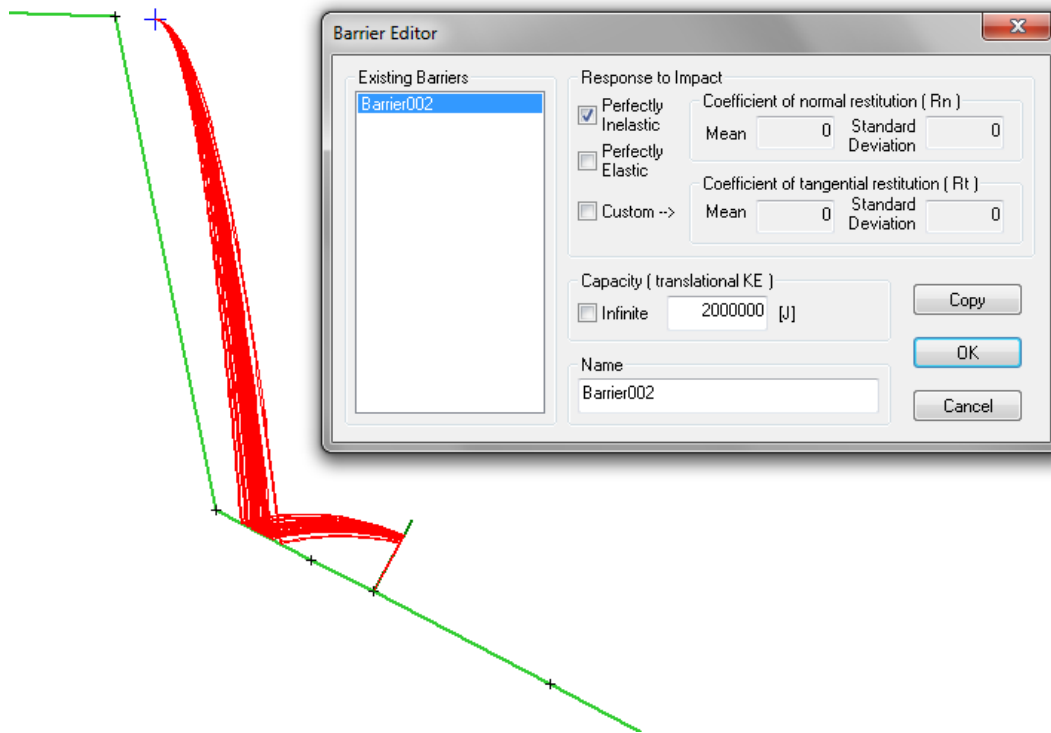 Barrier Editor
Existing Barriers
Barrier002
Response to Impact
Perfectly
Inelastic
Perfectly
Elastic
Custom -->
Coefficient of normal restitution ( Rn )
Mean 0 Standard Deviation 0
Coefficient of tangential restitution ( Rt )
Mean 0 Standard Deviation 0
Capacity ( translational KE )
Infinite 2000000 [J]
Name
Barrier002
Copy
OK
Cancel